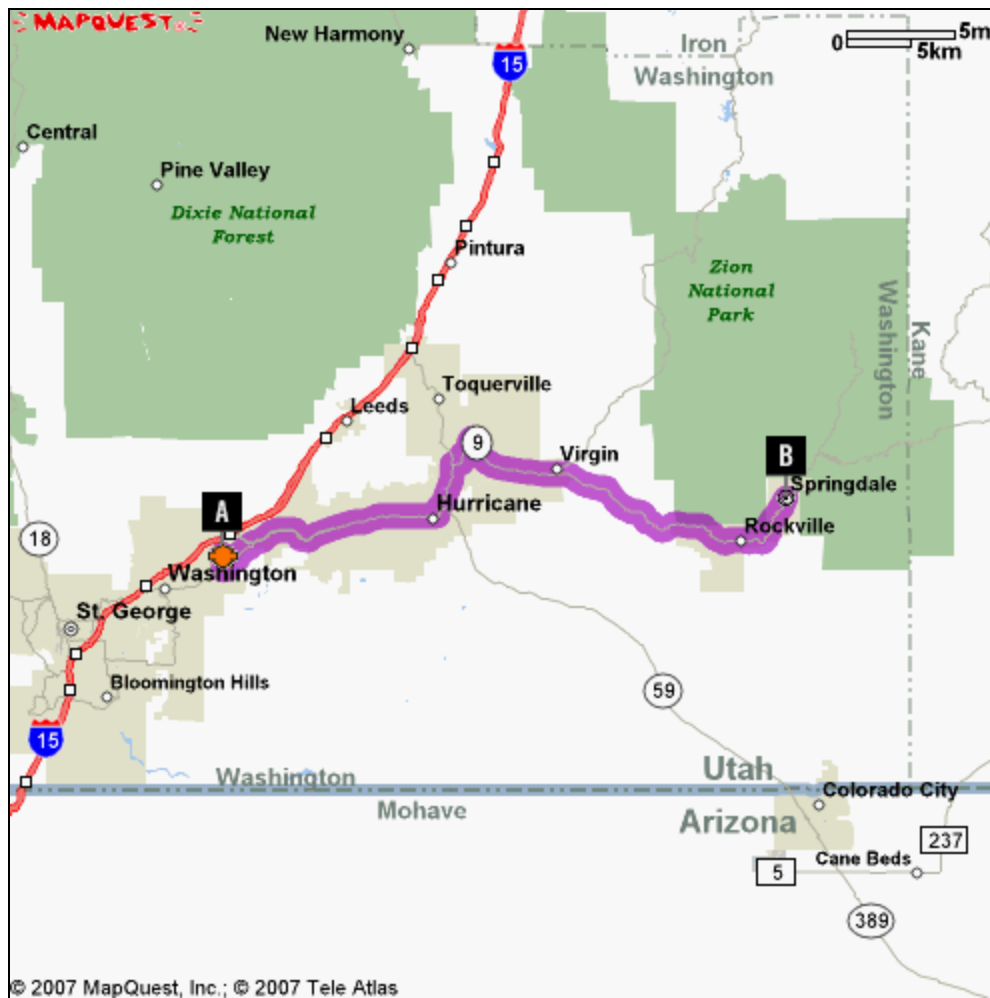 MAPQUEST
New Harmony
15
Iron
Washington
0
5m
5km
Central
Pine Valley
Dixie National
Forest
Pintura
Zion
National
Park
Washington
Kane
Toquerville
Leeds
9
Virgin
B
Springdale
A
Hurricane
Rockville
18
Washington
St. George
Bloomington Hills
59
15
Washington
Utah
Mohave
Colorado City
Arizona
237
Cane Beds
5
389
© 2007 MapQuest, Inc.; © 2007 Tele Atlas